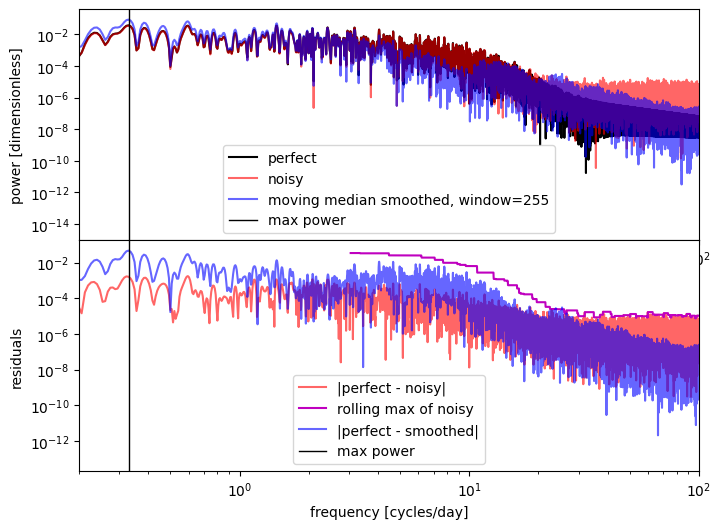 power [dimensionless]
10⁻²
10⁻⁴
10⁻⁶
10⁻⁸
10⁻¹⁰
10⁻¹²
10⁻¹⁴
perfect
noisy
moving median smoothed, window=255
max power
residuals
10⁻²
10⁻⁴
10⁻⁶
10⁻⁸
10⁻¹⁰
10⁻¹²
|perfect - noisy|
rolling max of noisy
|perfect - smoothed|
max power
10⁰ 10¹ 10²
frequency [cycles/day]